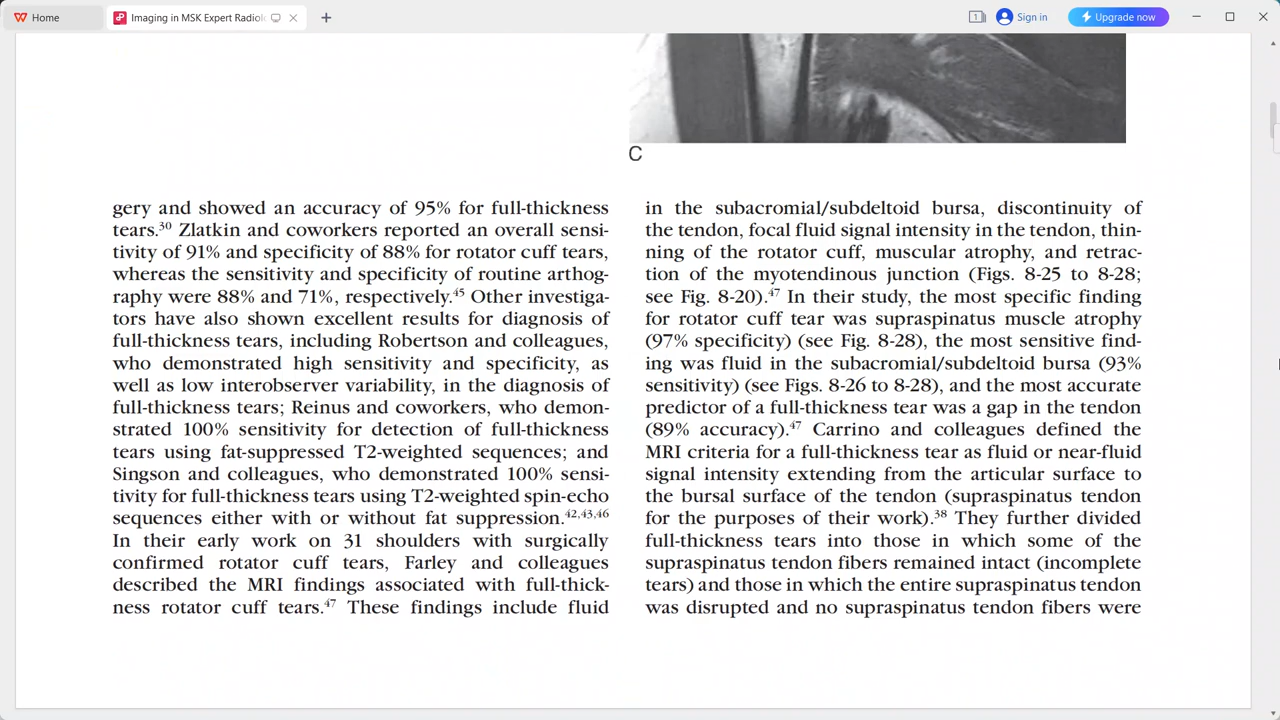 Home
Imaging in MSK Expert Radiol
1
Sign in
Upgrade now
C
gery and showed an accuracy of 95% for full-thickness
tears.30 Zlatkin and coworkers reported an overall sensi-
tivity of 91% and specificity of 88% for rotator cuff tears,
whereas the sensitivity and specificity of routine arthog-
raphy were 88% and 71%, respectively.45 Other investiga-
tors have also shown excellent results for diagnosis of
full-thickness tears, including Robertson and colleagues,
who demonstrated high sensitivity and specificity, as
well as low interobserver variability, in the diagnosis of
full-thickness tears; Reinus and coworkers, who demon-
strated 100% sensitivity for detection of full-thickness
tears using fat-suppressed T2-weighted sequences; and
Singson and colleagues, who demonstrated 100% sensi-
tivity for full-thickness tears using T2-weighted spin-echo
sequences either with or without fat suppression.42,43,46
In their early work on 31 shoulders with surgically
confirmed rotator cuff tears, Farley and colleagues
described the MRI findings associated with full-thick-
ness rotator cuff tears.47 These findings include fluid
in the subacromial/subdeltoid bursa, discontinuity of
the tendon, focal fluid signal intensity in the tendon, thin-
ning of the rotator cuff, muscular atrophy, and retrac-
tion of the myotendinous junction (Figs. 8-25 to 8-28;
see Fig. 8-20).47 In their study, the most specific finding
for rotator cuff tear was supraspinatus muscle atrophy
(97% specificity) (see Fig. 8-28), the most sensitive find-
ing was fluid in the subacromial/subdeltoid bursa (93%
sensitivity) (see Figs. 8-26 to 8-28), and the most accurate
predictor of a full-thickness tear was a gap in the tendon
(89% accuracy).47 Carrino and colleagues defined the
MRI criteria for a full-thickness tear as fluid or near-fluid
signal intensity extending from the articular surface to
the bursal surface of the tendon (supraspinatus tendon
for the purposes of their work).38 They further divided
full-thickness tears into those in which some of the
supraspinatus tendon fibers remained intact (incomplete
tears) and those in which the entire supraspinatus tendon
was disrupted and no supraspinatus tendon fibers were